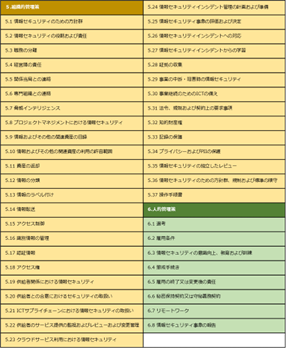 5.組織的管理策
5.1 情報セキュリティのための方針群
5.2 情報セキュリティの役割および責任
5.3 職務の分離
5.4 経営陣の責任
5.5 関係当局との連絡
5.6 専門組織との連絡
5.7 脅威インテリジェンス
5.8 プロジェクトマネジメントにおける情報セキュリティ
5.9 情報およびその他の関連資産の目録
5.10 情報およびその他の関連資産の利用の許容範囲
5.11 資産の返却
5.12 情報の分類
5.13 情報のラベル付け
5.14 情報転送
5.15 アクセス制御
5.16 識別情報の管理
5.17 認証情報
5.18 アクセス権
5.19 供給者関係における情報セキュリティ
5.20 供給者との合意における情報セキュリティの取扱い
5.21 ICTサプライチェーンにおける情報セキュリティの取扱い
5.22 供給者のサービス提供の監視およびレビューおよび変更管理
5.23 クラウドサービス利用における情報セキュリティ
5.24 情報セキュリティインシデント管理の計画および準備
5.25 情報セキュリティ事象の評価および決定
5.26 情報セキュリティインシデントへの対応
5.27 情報セキュリティインシデントからの学習
5.28 証拠の収集
5.29 事業の中断・阻害時の情報セキュリティ
5.30 事業継続のためのICTの備え
5.31 法令、規制および契約上の要求事項
5.32 知的財産権
5.33 記録の保護
5.34 プライバシーおよびPIIの保護
5.35 情報セキュリティの独立したレビュー
5.36 情報セキュリティのための方針群、規則および標準の順守
5.37 操作手順書
6.人的管理策
6.1 選考
6.2 雇用条件
6.3 情報セキュリティの意識向上、教育および訓練
6.4 懲戒手続き
6.5 雇用の終了又は変更後の責任
6.6 秘密保持契約又は守秘義務契約
6.7 リモートワーク
6.8 情報セキュリティ事象の報告